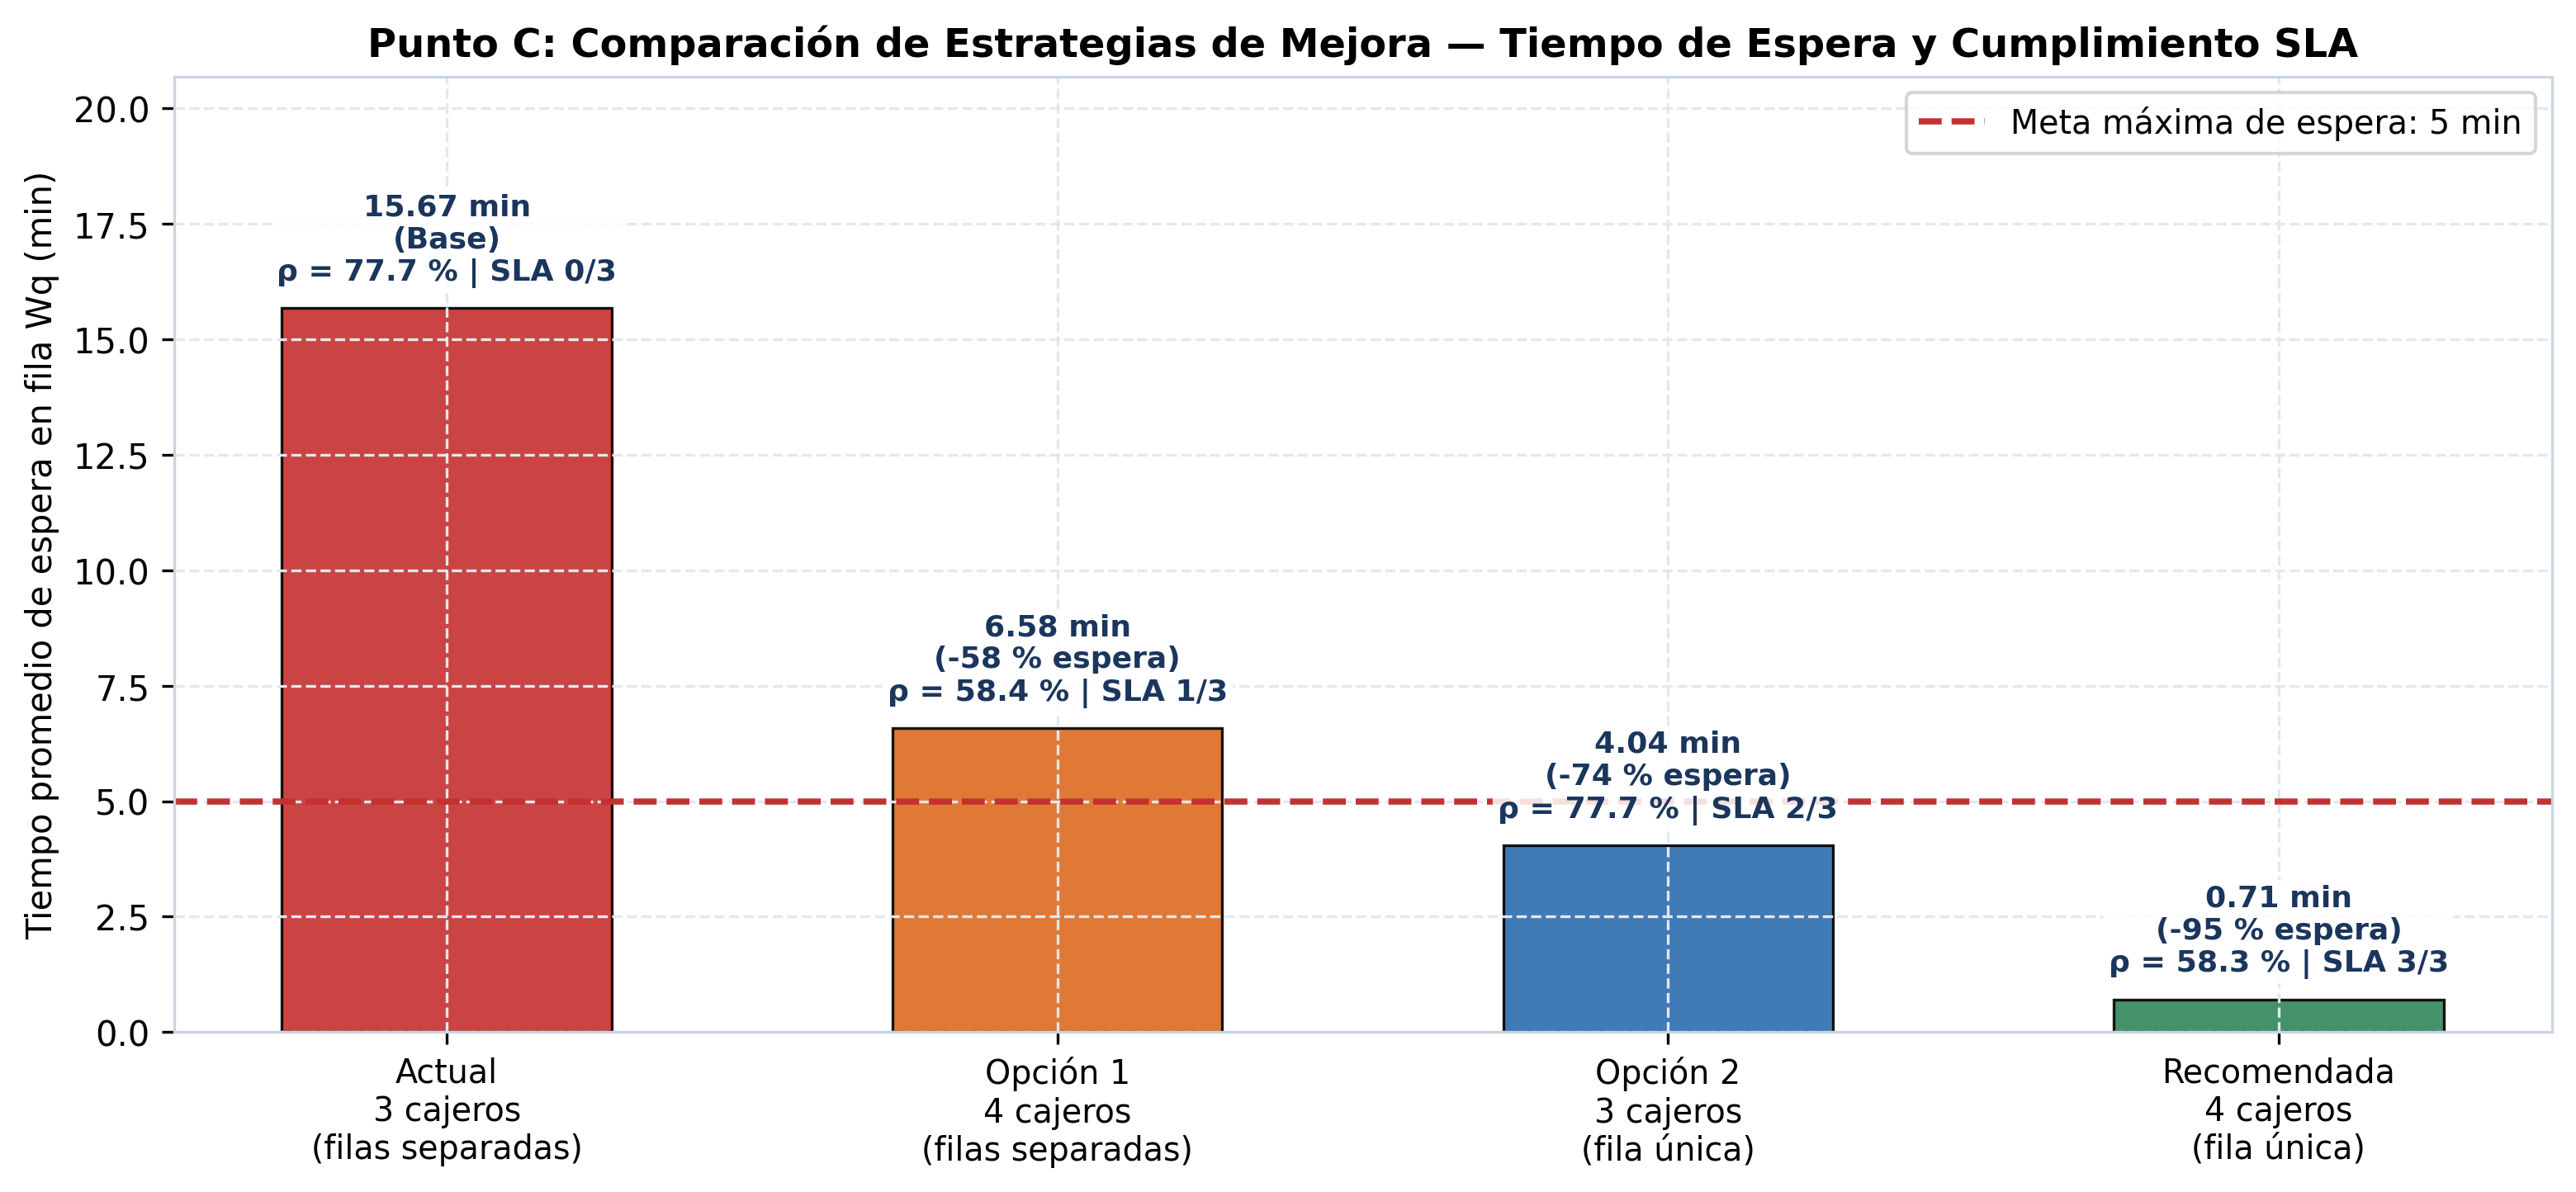 Punto C: Comparación de Estrategias de Mejora — Tiempo de Espera y Cumplimiento SLA
Tiempo promedio de espera en fila Wq (min)
20.0
17.5
15.0
12.5
10.0
7.5
5.0
2.5
0.0
Meta máxima de espera: 5 min
15.67 min
(Base)
ρ = 77.7 % | SLA 0/3
6.58 min
(-58 % espera)
ρ = 58.4 % | SLA 1/3
4.04 min
(-74 % espera)
ρ = 77.7 % | SLA 2/3
0.71 min
(-95 % espera)
ρ = 58.3 % | SLA 3/3
Actual
3 cajeros
(filas separadas)
Opción 1
4 cajeros
(filas separadas)
Opción 2
3 cajeros
(fila única)
Recomendada
4 cajeros
(fila única)